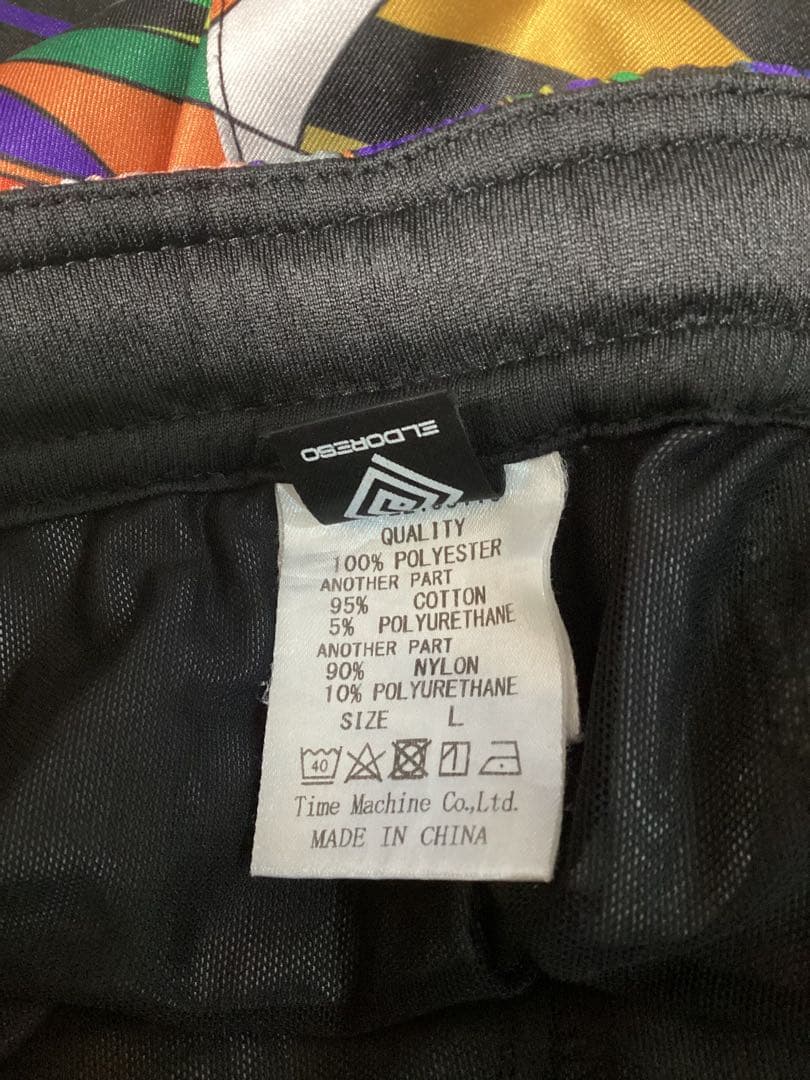 ELDORESO
QUALITY
100% POLYESTER
ANOTHER PART
95% COTTON
5% POLYURETHANE
ANOTHER PART
90% NYLON
10% POLYURETHANE
SIZE L
40
Time Machine Co.,Ltd.
MADE IN CHINA